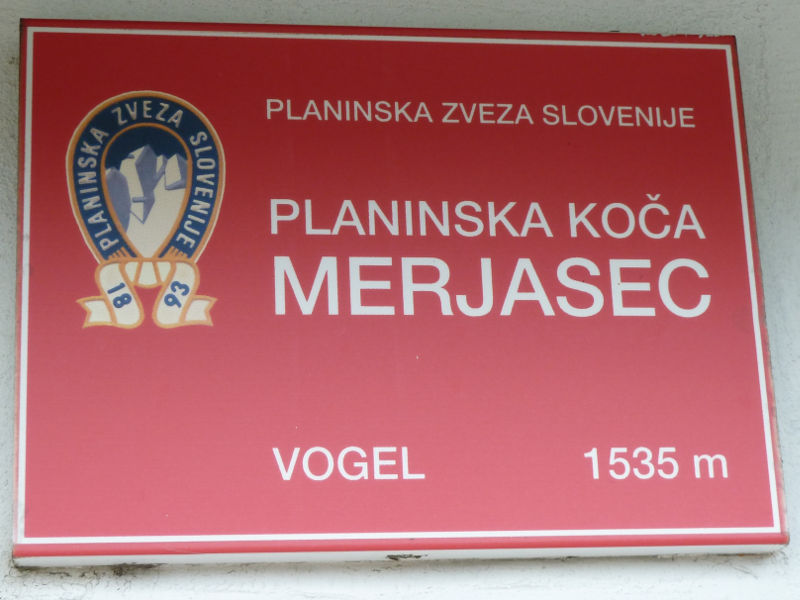 PLANINSKA ZVEZA SLOVENIJE
18 93
PLANINSKA ZVEZA SLOVENIJE
PLANINSKA KOČA
MERJASEC
VOGEL 1535 m